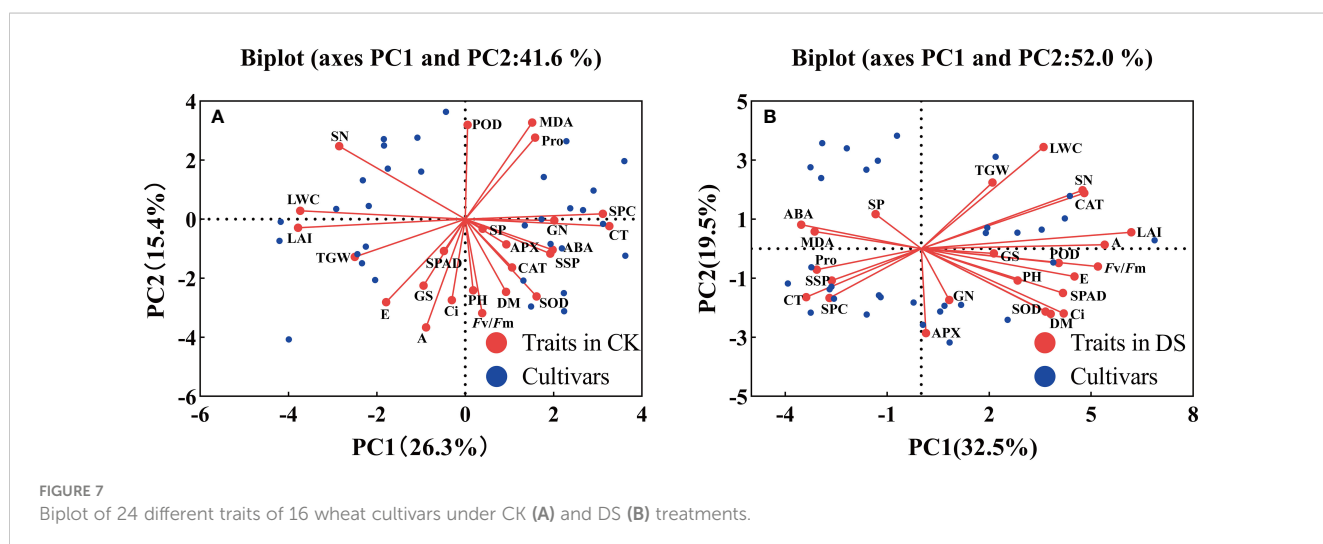 Biplot (axes PC1 and PC2:41.6 %)
A
4
2
0
-2
-4
-6
-6
-4
-2
0
2
4
PC2 (15.4%)
PC1(26.3%)
SN
POD
MDA
Pro
LWC
LAI
SPC
CT
GN
SP
APX
ABA
SSP
TGW
SPAD
CAT
GS
E
Ci
PH
DM
SOD
Fv/Fm
A
Traits in CK
Cultivars
Biplot (axes PC1 and PC2:52.0 %)
B
5
3
1
-1
-3
-5
-4
-1
2
5
8
PC2(19.5%)
PC1(32.5%)
LWC
TGW
SN
CAT
SP
ABA
MDA
LAI
A
GS
POD
Fv/Fm
Pro
SSP
PH
E
CT
SPC
GN
SPAD
SOD
DM
Ci
APX
Traits in DS
Cultivars
FIGURE 7
Biplot of 24 different traits of 16 wheat cultivars under CK (A) and DS (B) treatments.